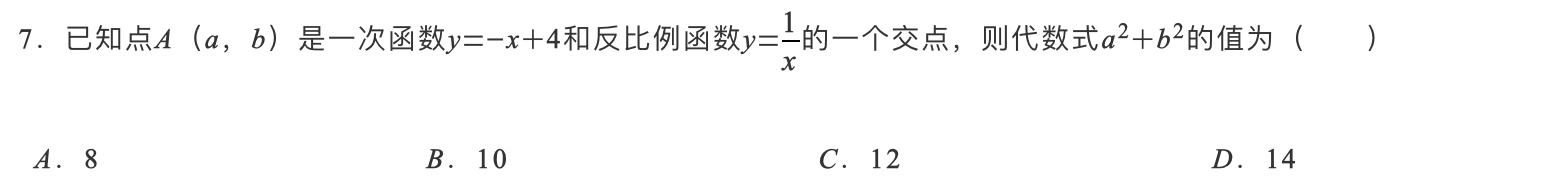 7．已知点A（a，b）是一次函数y=−x+4和反比例函数y=1/x的一个交点，则代数式a²+b²的值为（　　）
A．8 B．10 C．12 D．14